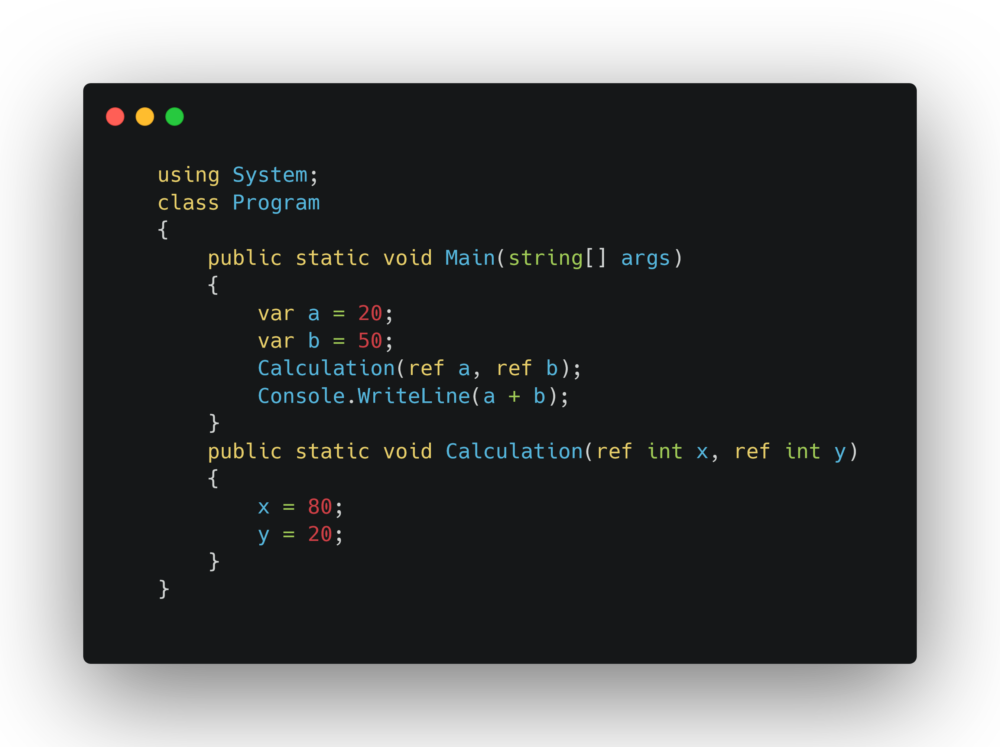 using System;
class Program
{
    public static void Main(string[] args)
    {
        var a = 20;
        var b = 50;
        Calculation(ref a, ref b);
        Console.WriteLine(a + b);
    }
    public static void Calculation(ref int x, ref int y)
    {
        x = 80;
        y = 20;
    }
}